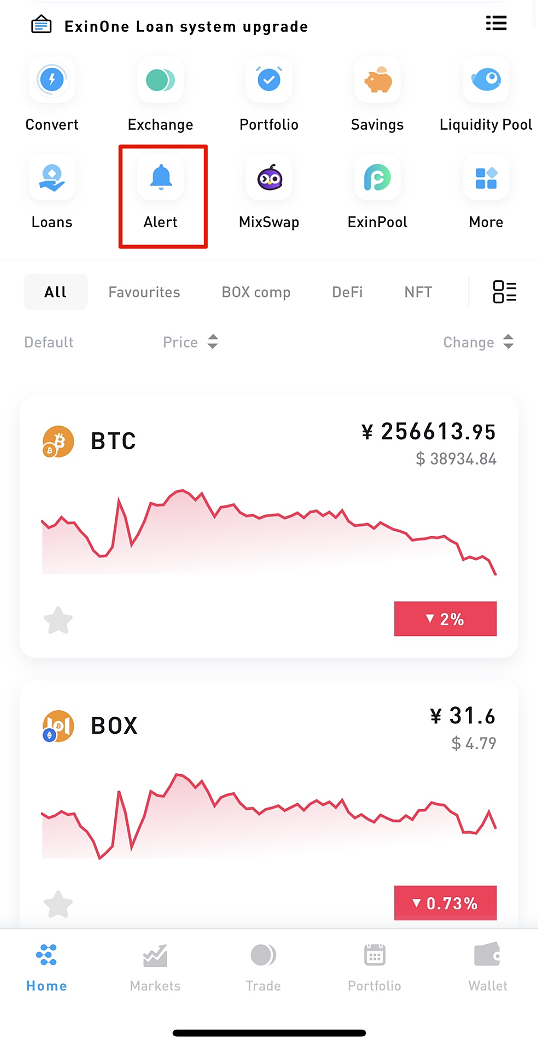 ExinOne Loan system upgrade
Convert Exchange Portfolio Savings Liquidity Pool
Loans Alert MixSwap ExinPool More
All Favourites BOX comp DeFi NFT
Default Price Change
BTC ¥ 256613.95
$ 38934.84
▼ 2%
BOX ¥ 31.6
$ 4.79
▼ 0.73%
Home Markets Trade Portfolio Wallet